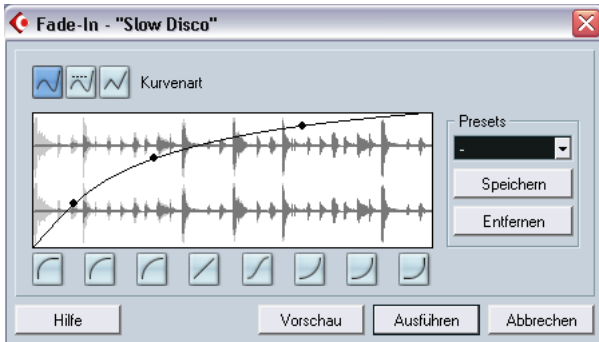 Fade-In - "Slow Disco"
Kurvenart
Presets
-
Speichern
Entfernen
Hilfe
Vorschau
Ausführen
Abbrechen